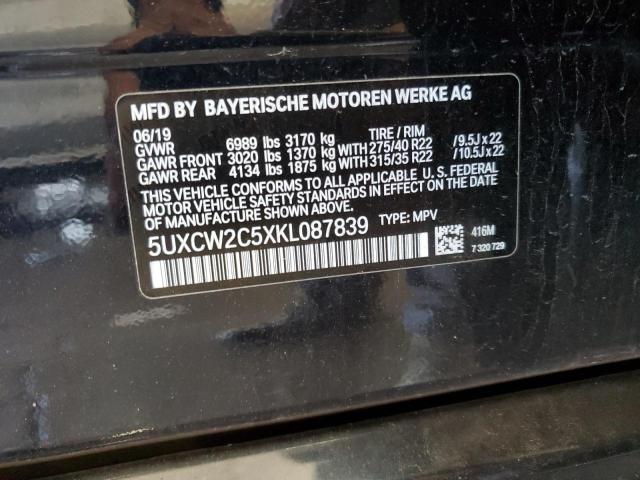 MFD BY BAYERISCHE MOTOREN WERKE AG
06/19 TIRE / RIM
GVWR 6989 lbs 3170 kg
GAWR FRONT 3020 lbs 1370 kg WITH 275/40 R22 /9.5J x 22
GAWR REAR 4134 lbs 1875 kg WITH 315/35 R22 /10.5J x 22
THIS VEHICLE CONFORMS TO ALL APPLICABLE U. S. FEDERAL
MOTOR VEHICLE SAFETY STANDARDS IN EFFECT ON THE DATE
OF MANUFACTURE SHOWN ABOVE.
5UXCW2C5XKL087839 TYPE: MPV
416M
7 320 729